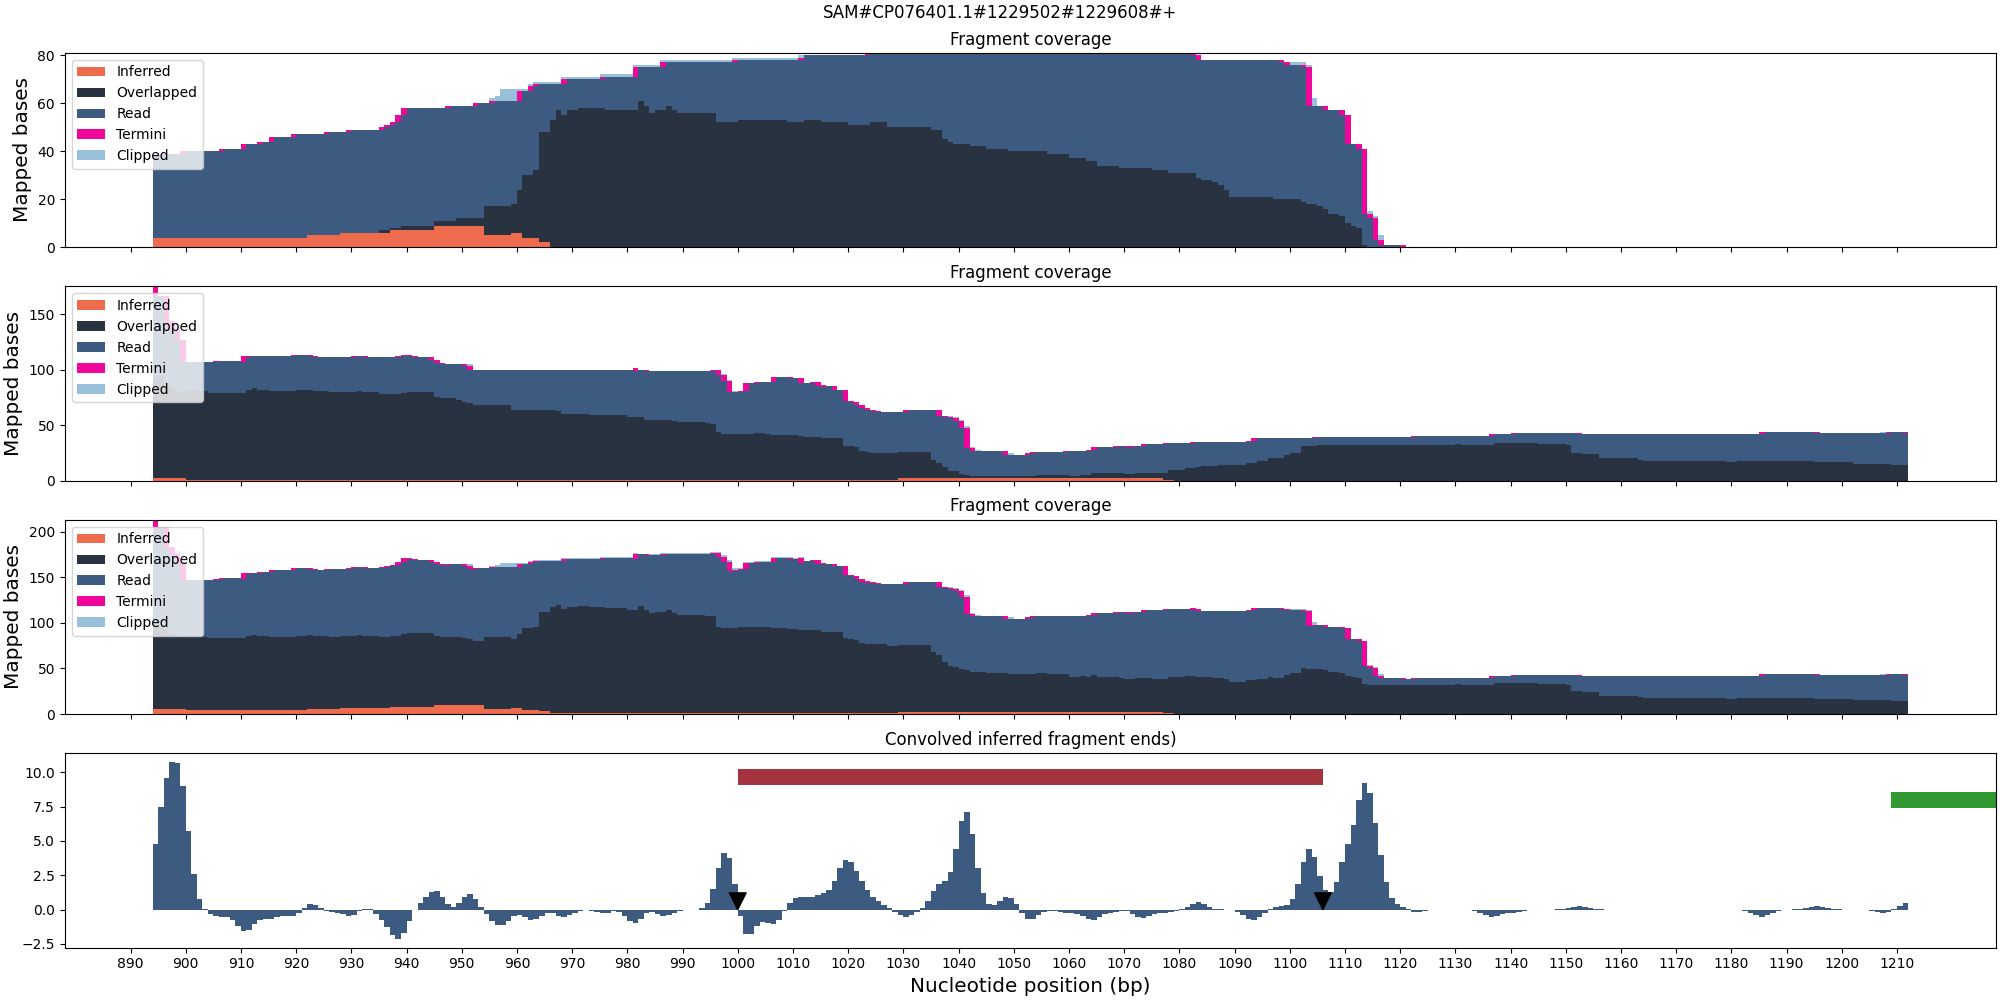 SAM#CP076401.1#1229502#1229608#+
Fragment coverage
Mapped bases
80
60
40
20
0
Inferred
Overlapped
Read
Termini
Clipped
Fragment coverage
Mapped bases
150
100
50
0
Inferred
Overlapped
Read
Termini
Clipped
Fragment coverage
Mapped bases
200
150
100
50
0
Inferred
Overlapped
Read
Termini
Clipped
Convolved inferred fragment ends)
10.0
7.5
5.0
2.5
0.0
−2.5
890 900 910 920 930 940 950 960 970 980 990 1000 1010 1020 1030 1040 1050 1060 1070 1080 1090 1100 1110 1120 1130 1140 1150 1160 1170 1180 1190 1200 1210
Nucleotide position (bp)